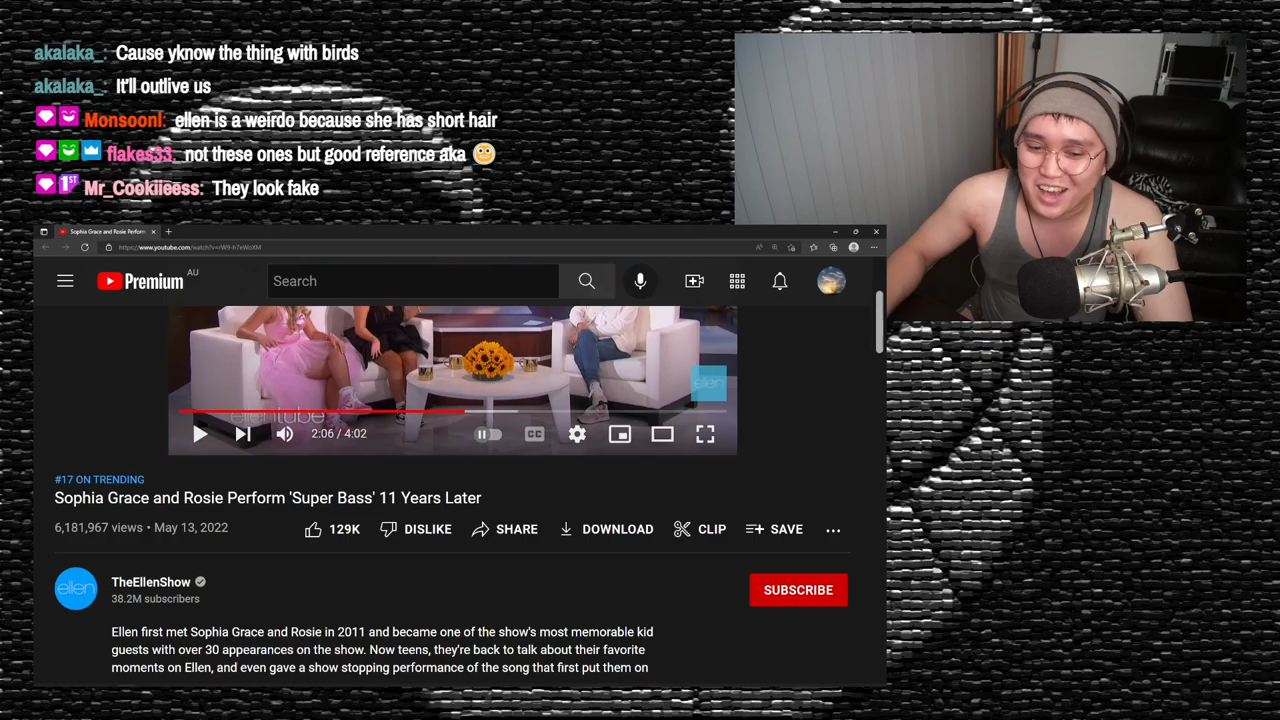 akalaka_: Cause yknow the thing with birds
akalaka_: It'll outlive us
Monsoonl: ellen is a weirdo because she has short hair
flakes33: not these ones but good reference aka
1ST Mr_Cookiieess: They look fake
Sophia Grace and Rosie Perform
Premium AU
Search
ellen
ellentube
2:06 / 4:02
CC
#17 ON TRENDING
Sophia Grace and Rosie Perform 'Super Bass' 11 Years Later
6,181,967 views • May 13, 2022
129K DISLIKE SHARE DOWNLOAD CLIP SAVE
ellen
TheEllenShow
38.2M subscribers
SUBSCRIBE
Ellen first met Sophia Grace and Rosie in 2011 and became one of the show's most memorable kid
guests with over 30 appearances on the show. Now teens, they're back to talk about their favorite
moments on Ellen, and even gave a show stopping performance of the song that first put them on